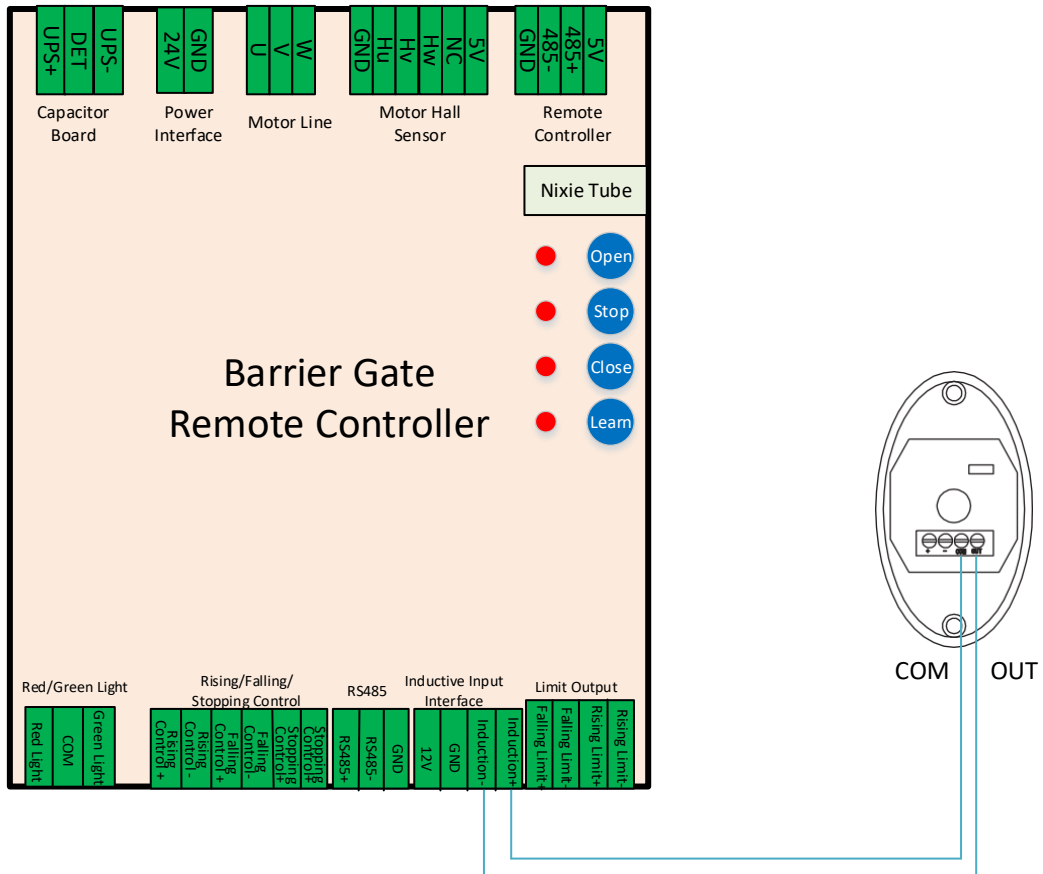 UPS+
DET
UPS-
24V
GND
U
V
W
GND
Hu
Hv
Hw
NC
5V
GND
485-
485+
5V
Capacitor
Board
Power
Interface
Motor Line
Motor Hall
Sensor
Remote
Controller
Nixie Tube
Open
Stop
Close
Learn
Barrier Gate
Remote Controller
+
-
COM
OUT
COM
OUT
Red/Green Light
Rising/Falling/
Stopping Control
RS485
Inductive Input
Interface
Limit Output
Red Light
COM
Green Light
Rising
Control +
Rising
Control -
Falling
Control+
Falling
Control-
Stopping
Control+
Stopping
Control+
RS485+
RS485-
GND
12V
GND
Induction-
Induction+
Falling Limit+
Falling Limit-
Rising Limit+
Rising Limit-